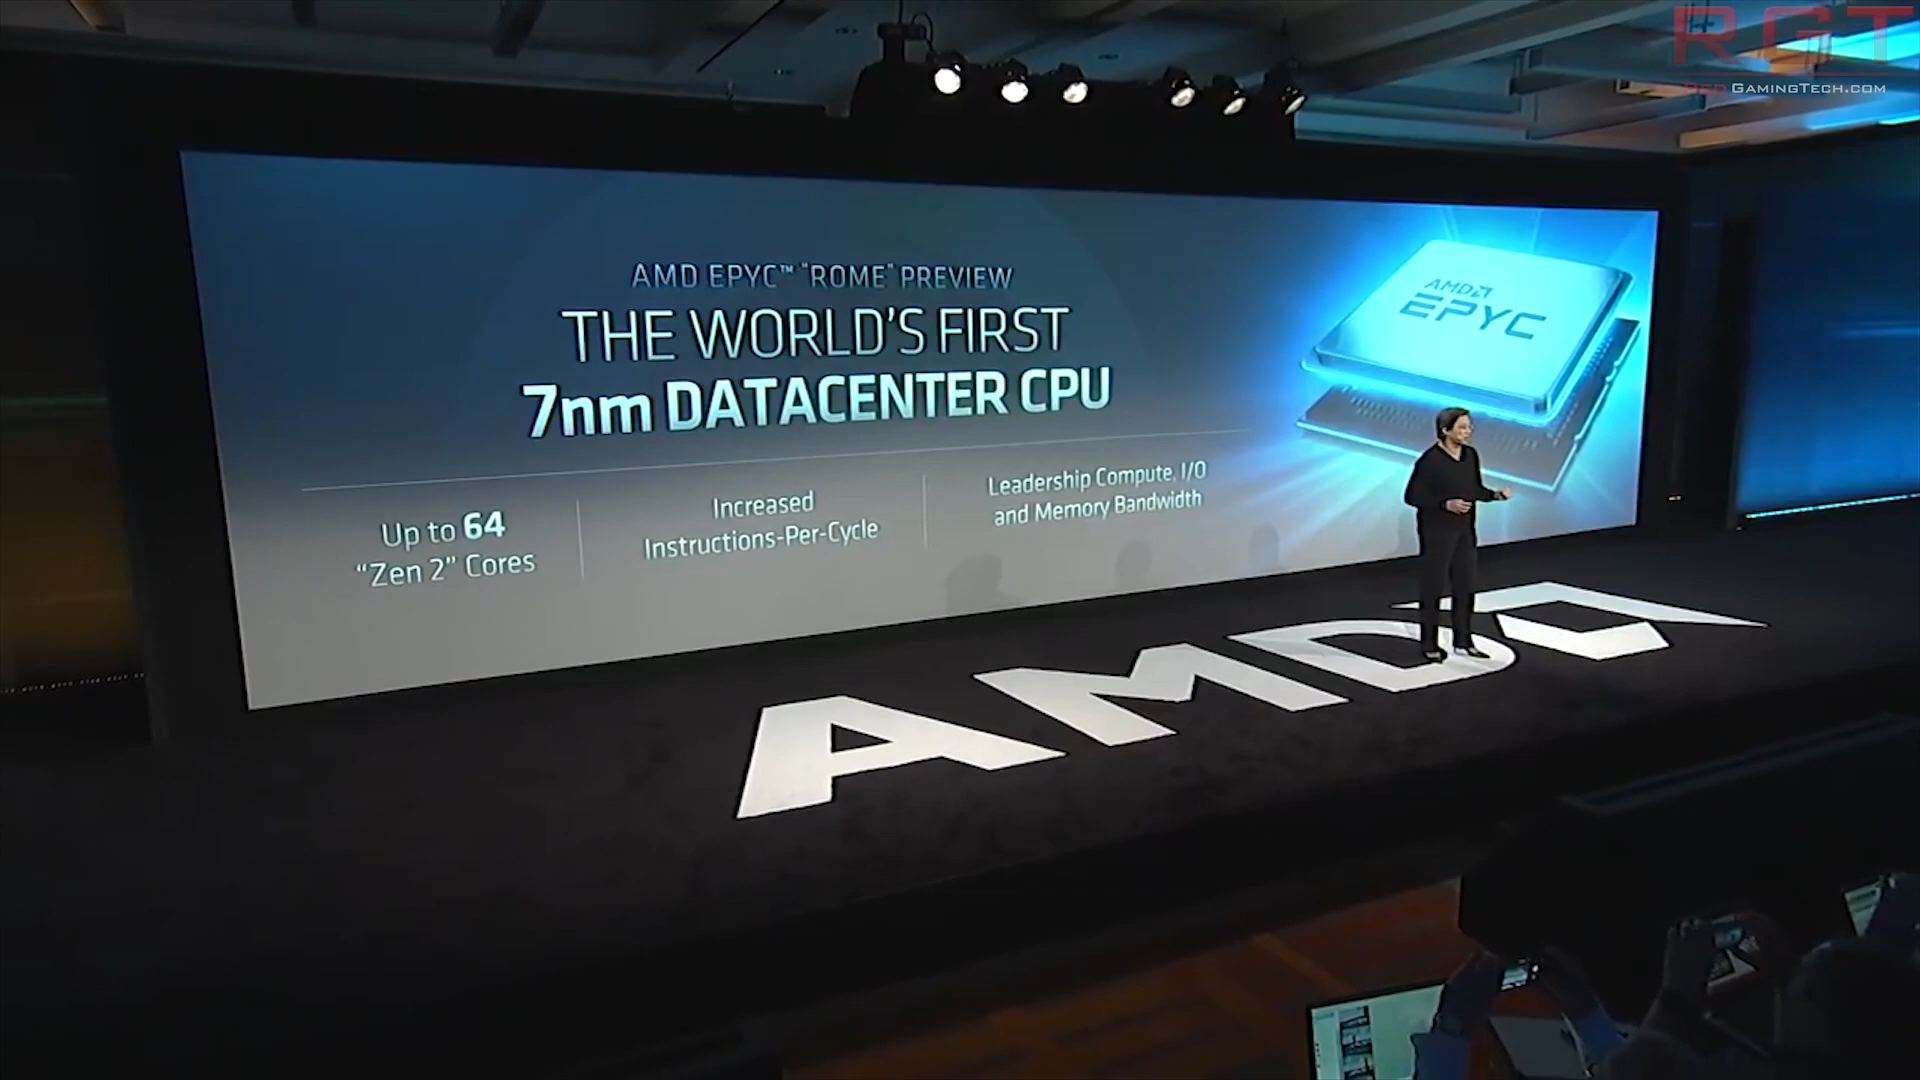 RGT
RED GAMINGTECH.COM
AMD EPYC™ "ROME" PREVIEW
THE WORLD'S FIRST
7nm DATACENTER CPU
Up to 64
"Zen 2" Cores
Increased
Instructions-Per-Cycle
Leadership Compute, I/O
and Memory Bandwidth
AMD
EPYC
AMD